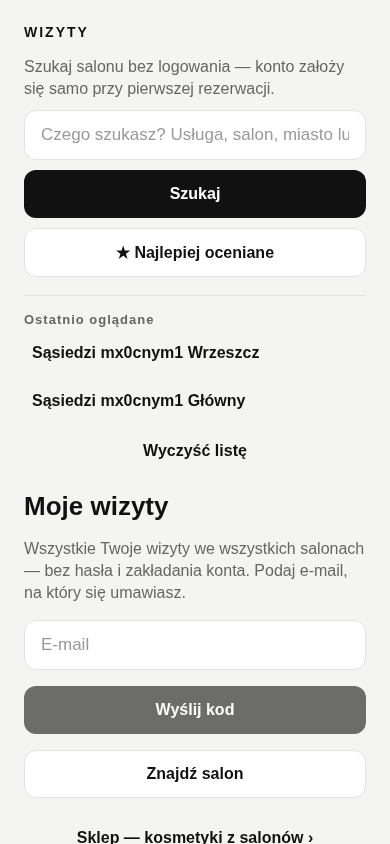 WIZYTY
Szukaj salonu bez logowania — konto założy
się samo przy pierwszej rezerwacji.
Czego szukasz? Usługa, salon, miasto lu
Szukaj
★ Najlepiej oceniane
Ostatnio oglądane
Sąsiedzi mx0cnym1 Wrzeszcz
Sąsiedzi mx0cnym1 Główny
Wyczyść listę
Moje wizyty
Wszystkie Twoje wizyty we wszystkich salonach
— bez hasła i zakładania konta. Podaj e-mail,
na który się umawiasz.
E-mail
Wyślij kod
Znajdź salon
Sklep — kosmetyki z salonów ›